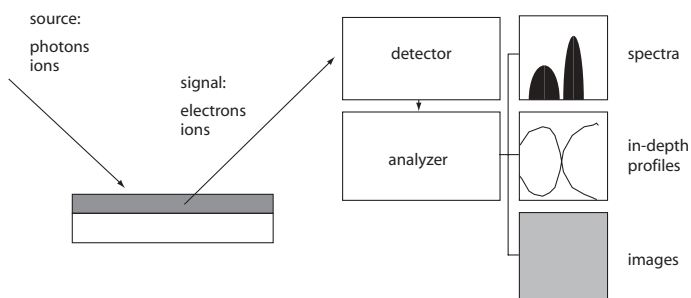 source:
photons
ions
signal:
electrons
ions
detector
analyzer
spectra
in-depth
profiles
images